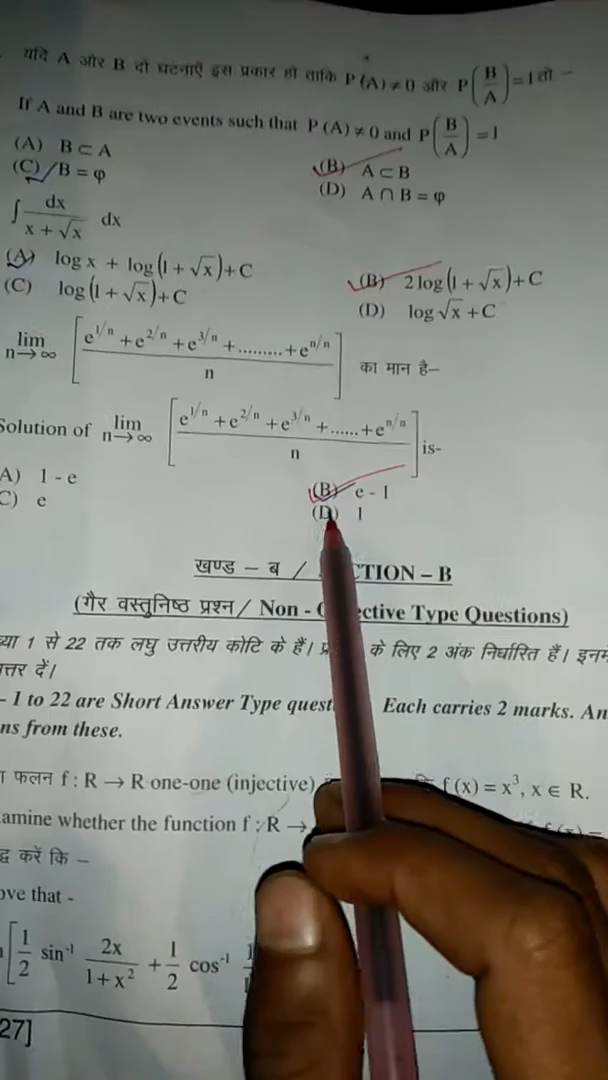 यदि A और B दो घटनाएँ इस प्रकार हो ताकि P (A) ≠ 0 और P(B/A) = 1 तो –
If A and B are two events such that P (A) ≠ 0 and P(B/A) = 1
(A) B ⊂ A (B) A ⊂ B
(C) B = φ (D) A ∩ B = φ
∫ dx/(x + √x) dx
(A) log x + log(1 + √x) + C (B) 2 log(1 + √x) + C
(C) log(1 + √x) + C (D) log √x + C
lim n→∞ [(e^{1/n} + e^{2/n} + e^{3/n} + ......... + e^{n/n})/n] का मान है–
Solution of lim n→∞ [(e^{1/n} + e^{2/n} + e^{3/n} + ...... + e^{n/n})/n] is-
A) 1 - e (B) e - 1
C) e (D) 1
खण्ड – ब / CTION – B
(गैर वस्तुनिष्ठ प्रश्न / Non - ective Type Questions)
1 से 22 तक लघु उत्तरीय कोटि के हैं। के लिए 2 अंक निर्धारित हैं। इनम
त्तर दें।
- 1 to 22 are Short Answer Type quest Each carries 2 marks. An
ns from these.
फलन f : R → R one-one (injective) f (x) = x³, x ∈ R.
amine whether the function f : R →
द्ध करें कि –
ove that -
[1/2 sin⁻¹ 2x/(1 + x²) + 1/2 cos⁻¹
27]